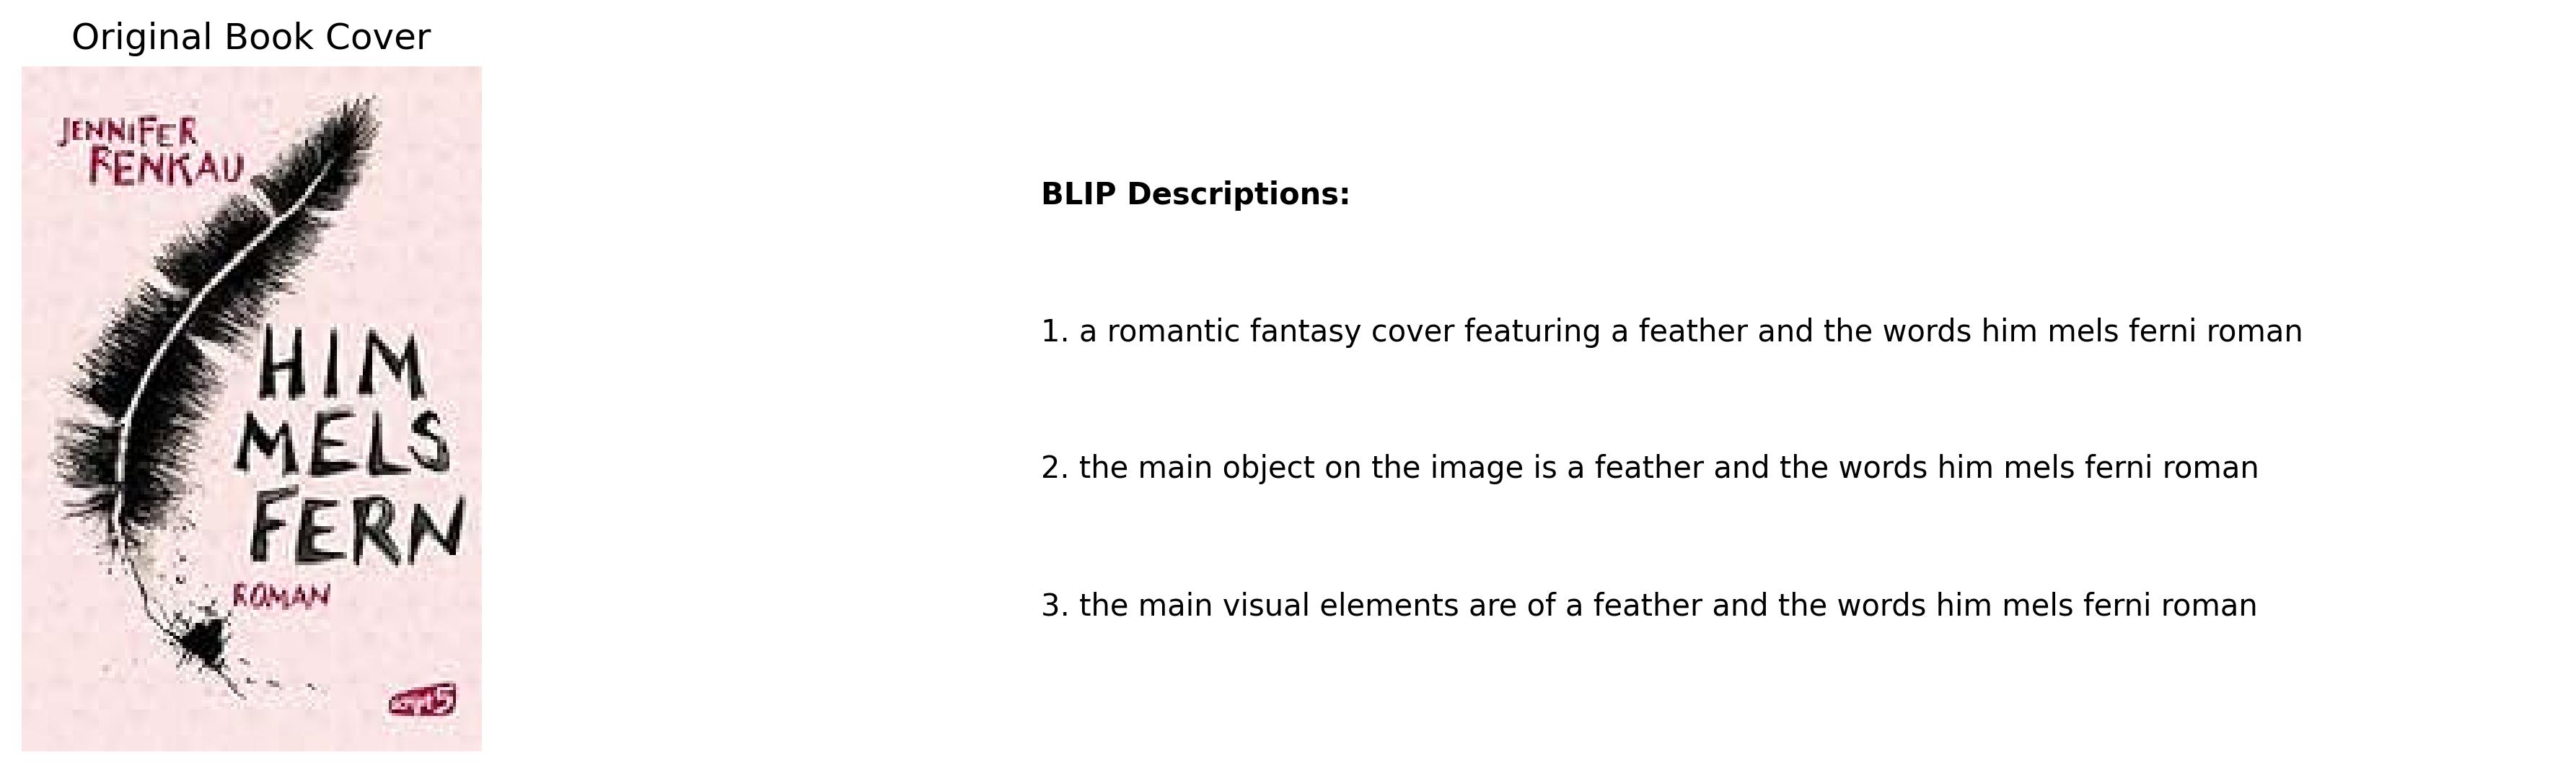 Original Book Cover
JENNIFER
RENKAU
HIM
MELS
FERN
ROMAN
script5
BLIP Descriptions:
1. a romantic fantasy cover featuring a feather and the words him mels ferni roman
2. the main object on the image is a feather and the words him mels ferni roman
3. the main visual elements are of a feather and the words him mels ferni roman